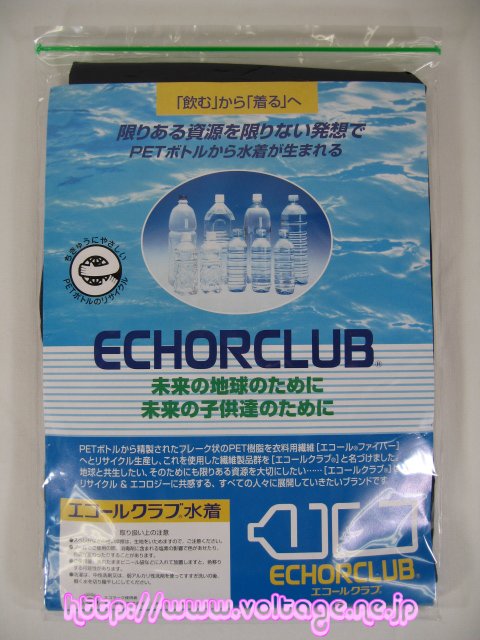 「飲む」から「着る」へ
限りある資源を限りない発想で
PETボトルから水着が生まれる
ちきゅうにやさしい
PETボトルのリサイクル
ECHORCLUB®
未来の地球のために
未来の子供達のために
PETボトルから精製されたフレーク状のPET樹脂を衣料用繊維［エコール®ファイバー］
へとリサイクル生産し、これを使用した繊維製品群を［エコールクラブ®］と名づけました。
地球と共生したい、そのためにも限りある資源を大切にしたい……［エコールクラブ®］は
リサイクル & エコロジーに共感する、すべての人々に展開していきたいブランドです。
エコールクラブ水着
取り扱い上の注意
ECHORCLUB®
エコールクラブ
http://www.voltage.ne.jp